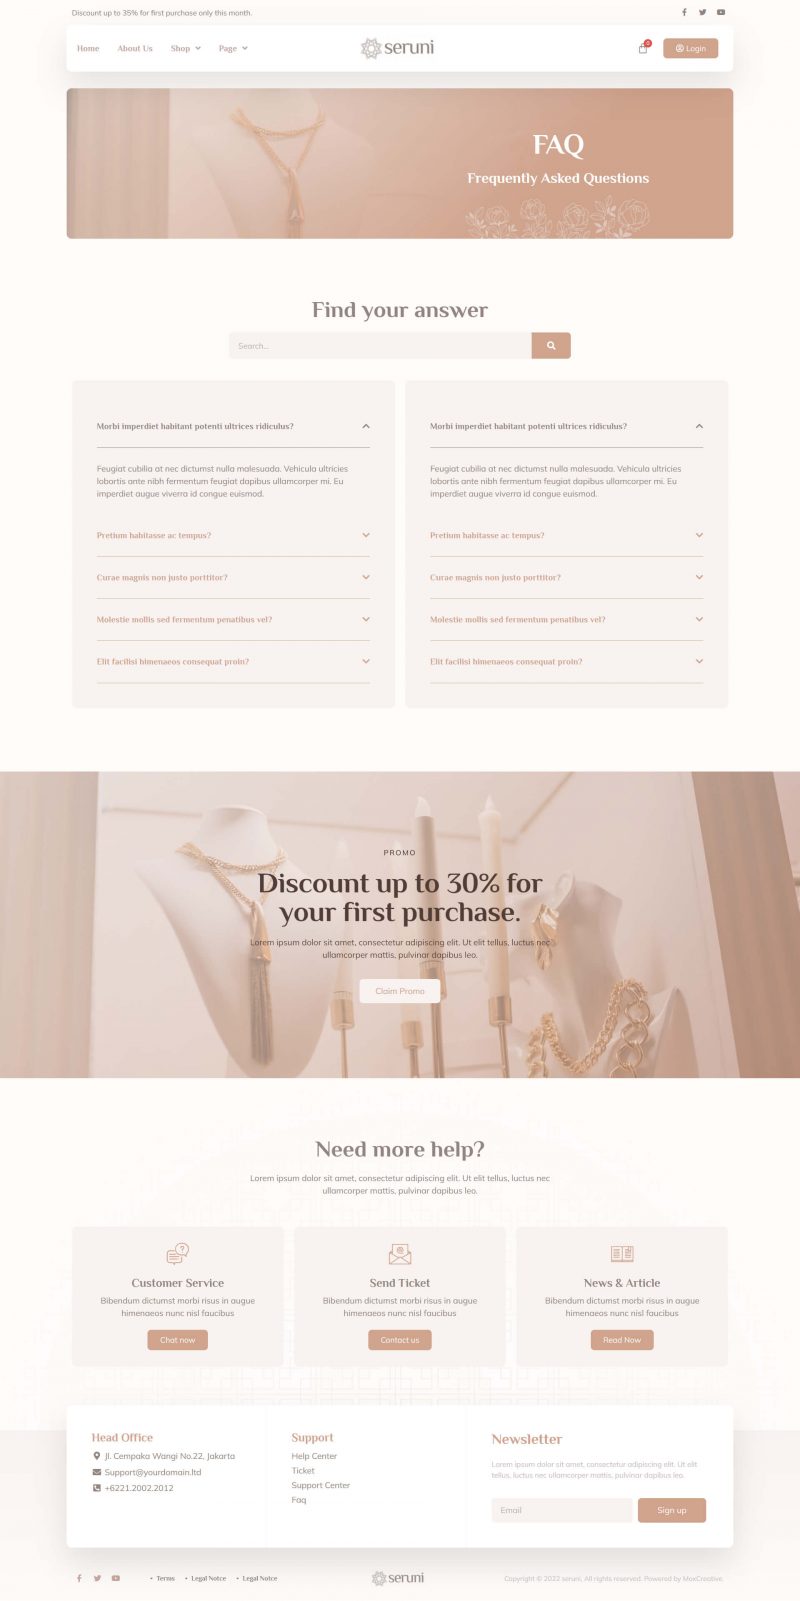 Discount up to 35% for first purchase only this month.
Home About Us Shop Page
seruni
0
Login
FAQ
Frequently Asked Questions
Find your answer
Search...
Morbi imperdiet habitant potenti ultrices ridiculus?
Feugiat cubilia at nec dictumst nulla malesuada. Vehicula ultricies
lobortis ante nibh fermentum feugiat dapibus ullamcorper mi. Eu
imperdiet augue viverra id congue euismod.
Pretium habitasse ac tempus?
Curae magnis non justo porttitor?
Molestie mollis sed fermentum penatibus vel?
Elit facilisi himenaeos consequat proin?
Morbi imperdiet habitant potenti ultrices ridiculus?
Feugiat cubilia at nec dictumst nulla malesuada. Vehicula ultricies
lobortis ante nibh fermentum feugiat dapibus ullamcorper mi. Eu
imperdiet augue viverra id congue euismod.
Pretium habitasse ac tempus?
Curae magnis non justo porttitor?
Molestie mollis sed fermentum penatibus vel?
Elit facilisi himenaeos consequat proin?
PROMO
Discount up to 30% for
your first purchase.
Lorem ipsum dolor sit amet, consectetur adipiscing elit. Ut elit tellus, luctus nec
ullamcorper mattis, pulvinar dapibus leo.
Claim Promo
Need more help?
Lorem ipsum dolor sit amet, consectetur adipiscing elit. Ut elit tellus, luctus nec
ullamcorper mattis, pulvinar dapibus leo.
Customer Service
Bibendum dictumst morbi risus in augue
himenaeos nunc nisl faucibus
Chat now
Send Ticket
Bibendum dictumst morbi risus in augue
himenaeos nunc nisl faucibus
Contact us
News & Article
Bibendum dictumst morbi risus in augue
himenaeos nunc nisl faucibus
Read Now
Head Office
Jl. Cempaka Wangi No.22, Jakarta
Support@yourdomain.ltd
+6221.2002.2012
Support
Help Center
Ticket
Support Center
Faq
Newsletter
Lorem ipsum dolor sit amet, consectetur adipiscing elit. Ut elit
tellus, luctus nec ullamcorper mattis, pulvinar dapibus leo.
Email
Sign up
• Terms • Legal Notce • Legal Notce
seruni
Copyright © 2022 seruni, All rights reserved. Powered by MoxCreative.